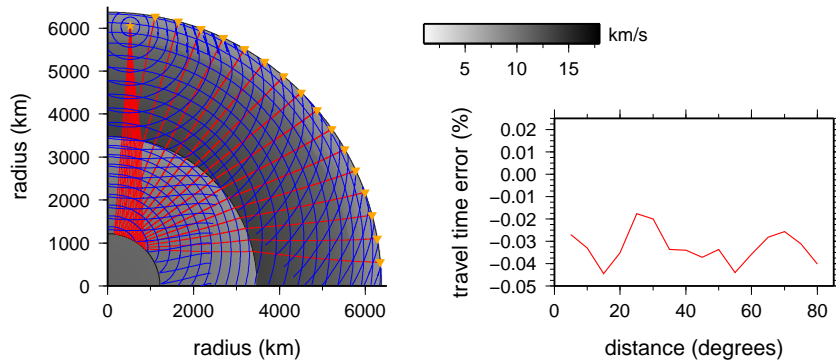 6000
5000
4000
3000
2000
1000
0
radius (km)
0 2000 4000 6000
radius (km)
5 10 15
km/s
0.02
0.01
0.00
−0.01
−0.02
−0.03
−0.04
−0.05
travel time error (%)
0 20 40 60 80
distance (degrees)